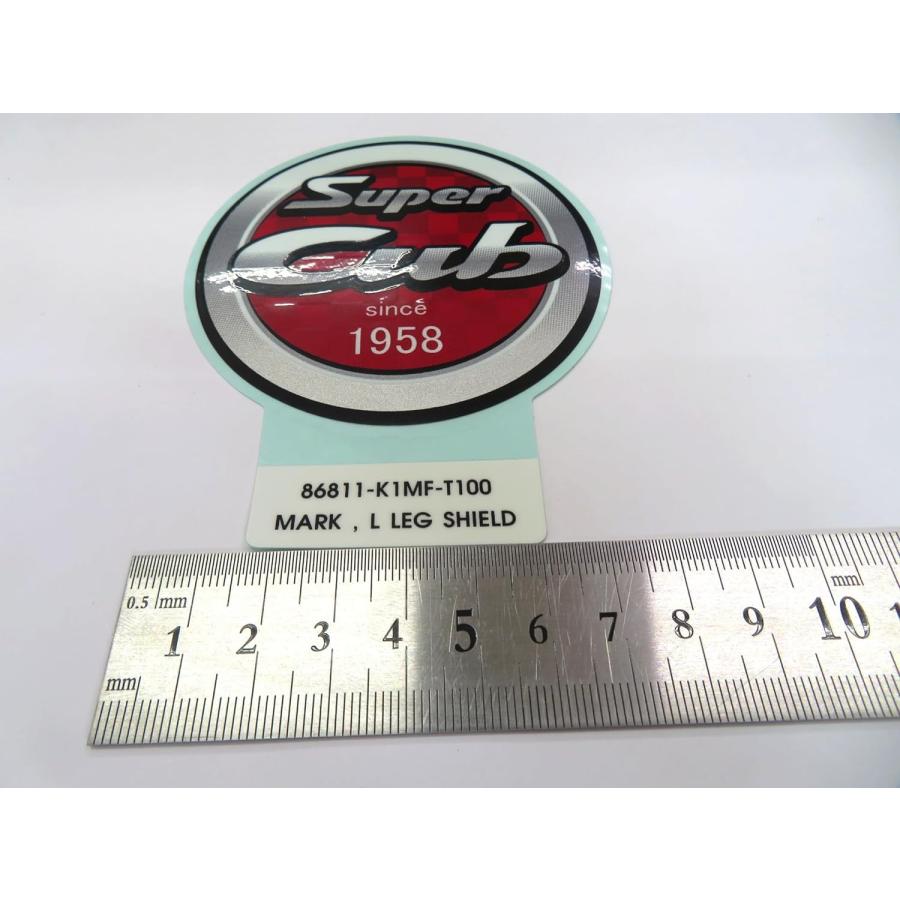 Super
Cub
since
1958
86811-K1MF-T100
MARK , L LEG SHIELD
0.5 mm
mm
1 2 3 4 5 6 7 8 9 10
mm